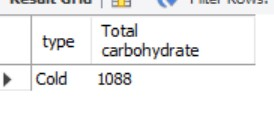 Result Grid Filter Rows:
type Total
carbohydrate
Cold 1088